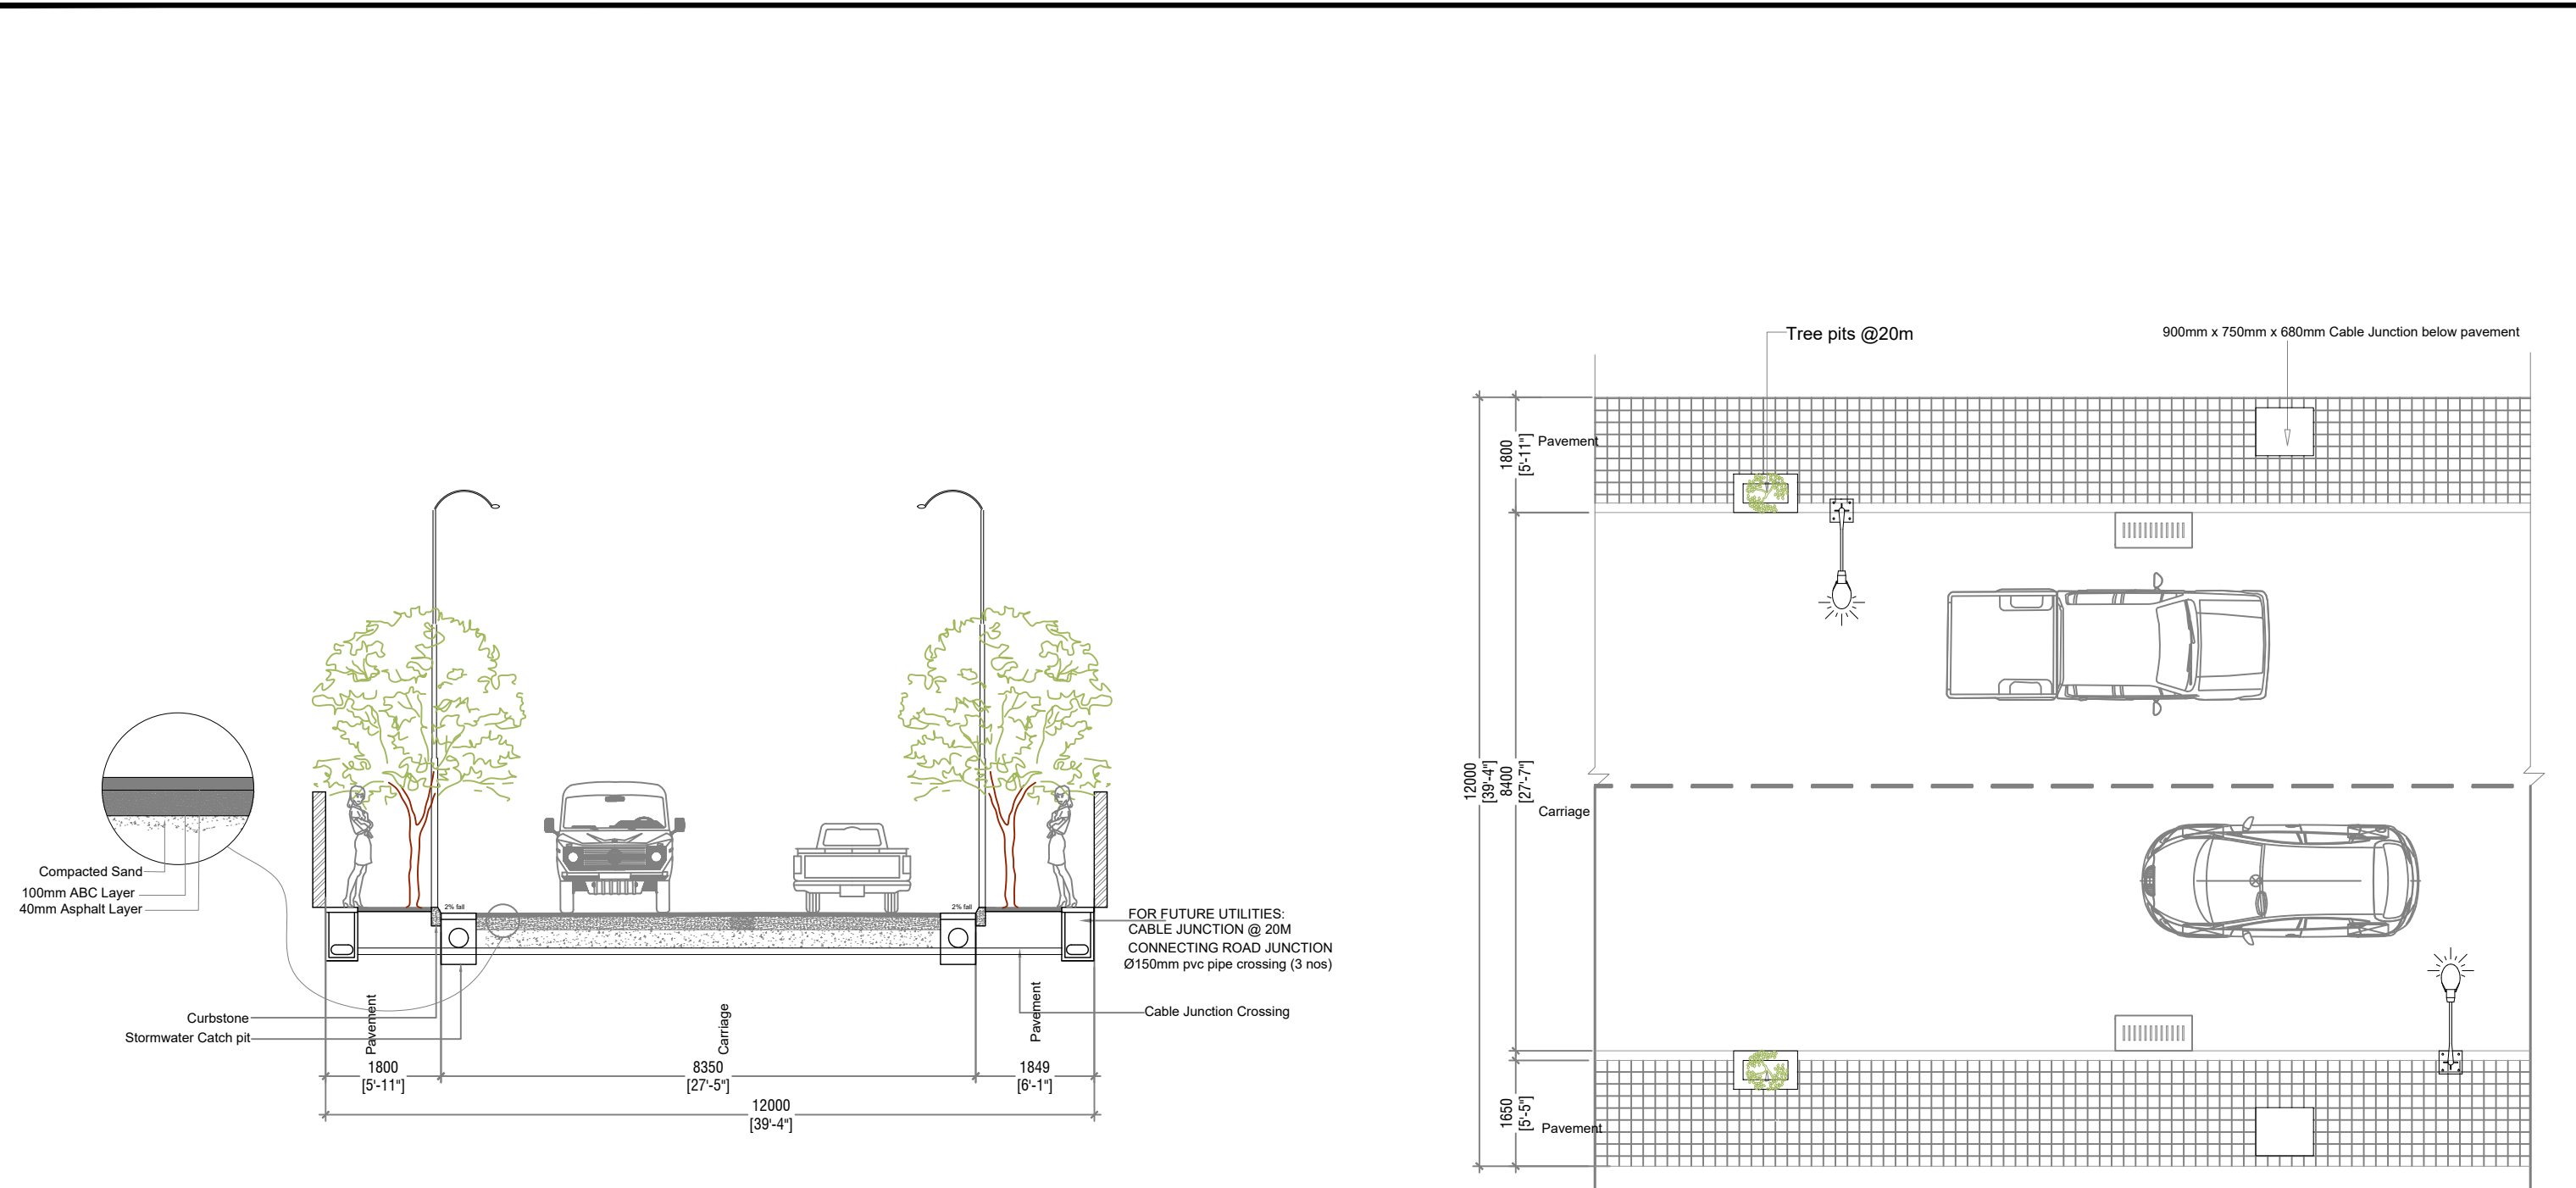 Compacted Sand
100mm ABC Layer
40mm Asphalt Layer
2% fall
2% fall
FOR FUTURE UTILITIES:
CABLE JUNCTION @ 20M
CONNECTING ROAD JUNCTION
Ø150mm pvc pipe crossing (3 nos)
Cable Junction Crossing
Curbstone
Stormwater Catch pit
Pavement
Carriage
Pavement
1800
[5'-11"]
8350
[27'-5"]
1849
[6'-1"]
12000
[39'-4"]
Tree pits @20m
900mm x 750mm x 680mm Cable Junction below pavement
1800
[5'-11"]
Pavement
12000
[39'-4"]
8400
[27'-7"]
Carriage
1650
[5'-5"]
Pavement